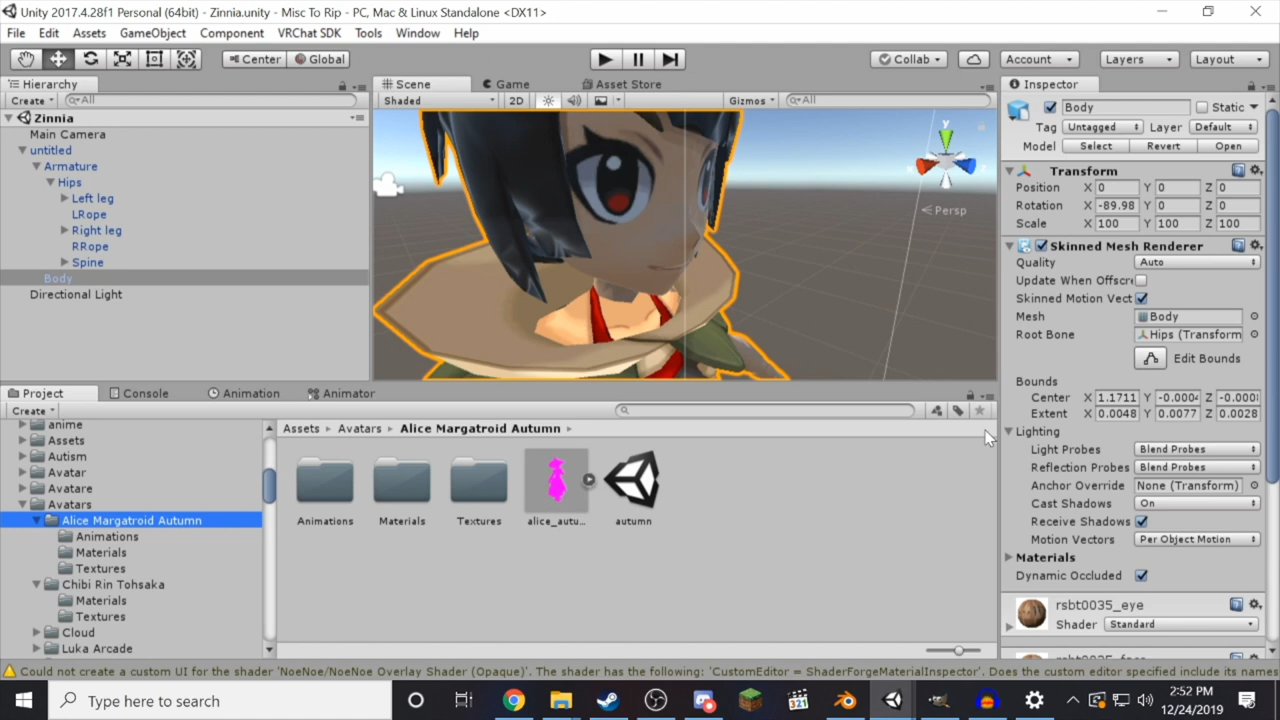 Unity 2017.4.28f1 Personal (64bit) - Zinnia.unity - Misc To Rip - PC, Mac & Linux Standalone <DX11>
File Edit Assets GameObject Component VRChat SDK Tools Window Help
Center Global Collab Account Layers Layout
Hierarchy
Create All
Zinnia
Main Camera
untitled
Armature
Hips
Left leg
LRope
Right leg
RRope
Spine
Body
Directional Light
Scene Game Asset Store
Shaded 2D Gizmos All
y
Persp
Inspector
Body Static
Tag Untagged Layer Default
Model Select Revert Open
Transform
Position X 0 Y 0 Z 0
Rotation X -89.98 Y 0 Z 0
Scale X 100 Y 100 Z 100
Skinned Mesh Renderer
Quality Auto
Update When Offscre
Skinned Motion Vect
Mesh Body
Root Bone Hips (Transform
Edit Bounds
Bounds
Center X 1.1711 Y -0.0004 Z -0.000
Extent X 0.0048 Y 0.0077 Z 0.0028
Lighting
Light Probes Blend Probes
Reflection Probes Blend Probes
Anchor Override None (Transform)
Cast Shadows On
Receive Shadows
Motion Vectors Per Object Motion
Materials
Dynamic Occluded
rsbt0035_eye
Shader Standard
Project Console Animation Animator
Create
anime
Assets
Autism
Avatar
Avatare
Avatars
Alice Margatroid Autumn
Animations
Materials
Textures
Chibi Rin Tohsaka
Materials
Textures
Cloud
Luka Arcade
Assets Avatars Alice Margatroid Autumn
Animations Materials Textures alice_autu... autumn
Could not create a custom UI for the shader 'NoeNoe/NoeNoe Overlay Shader (Opaque)'. The shader has the following: 'CustomEditor = ShaderForgeMaterialInspector'. Does the custom editor specified include its names
Type here to search
321
2:52 PM
12/24/2019